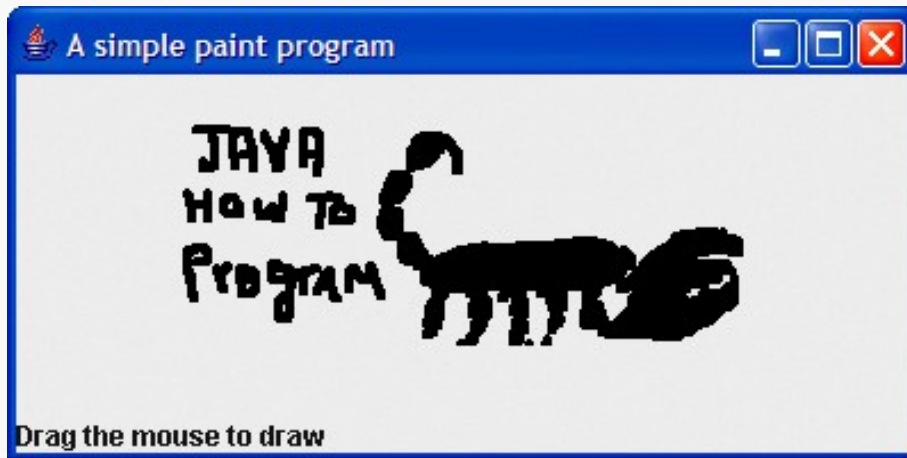 A simple paint program
JAVA
HOW TO
PrOgrAM
Drag the mouse to draw